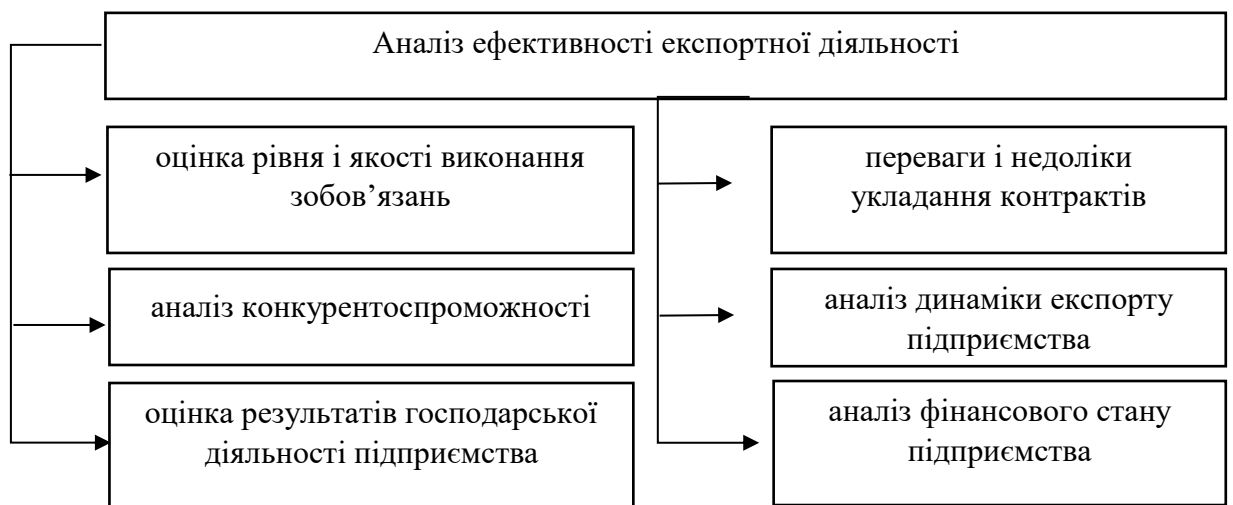 Аналіз ефективності експортної діяльності
оцінка рівня і якості виконання
зобов’язань
переваги і недоліки
укладання контрактів
аналіз конкурентоспроможності
аналіз динаміки експорту
підприємства
оцінка результатів господарської
діяльності підприємства
аналіз фінансового стану
підприємства